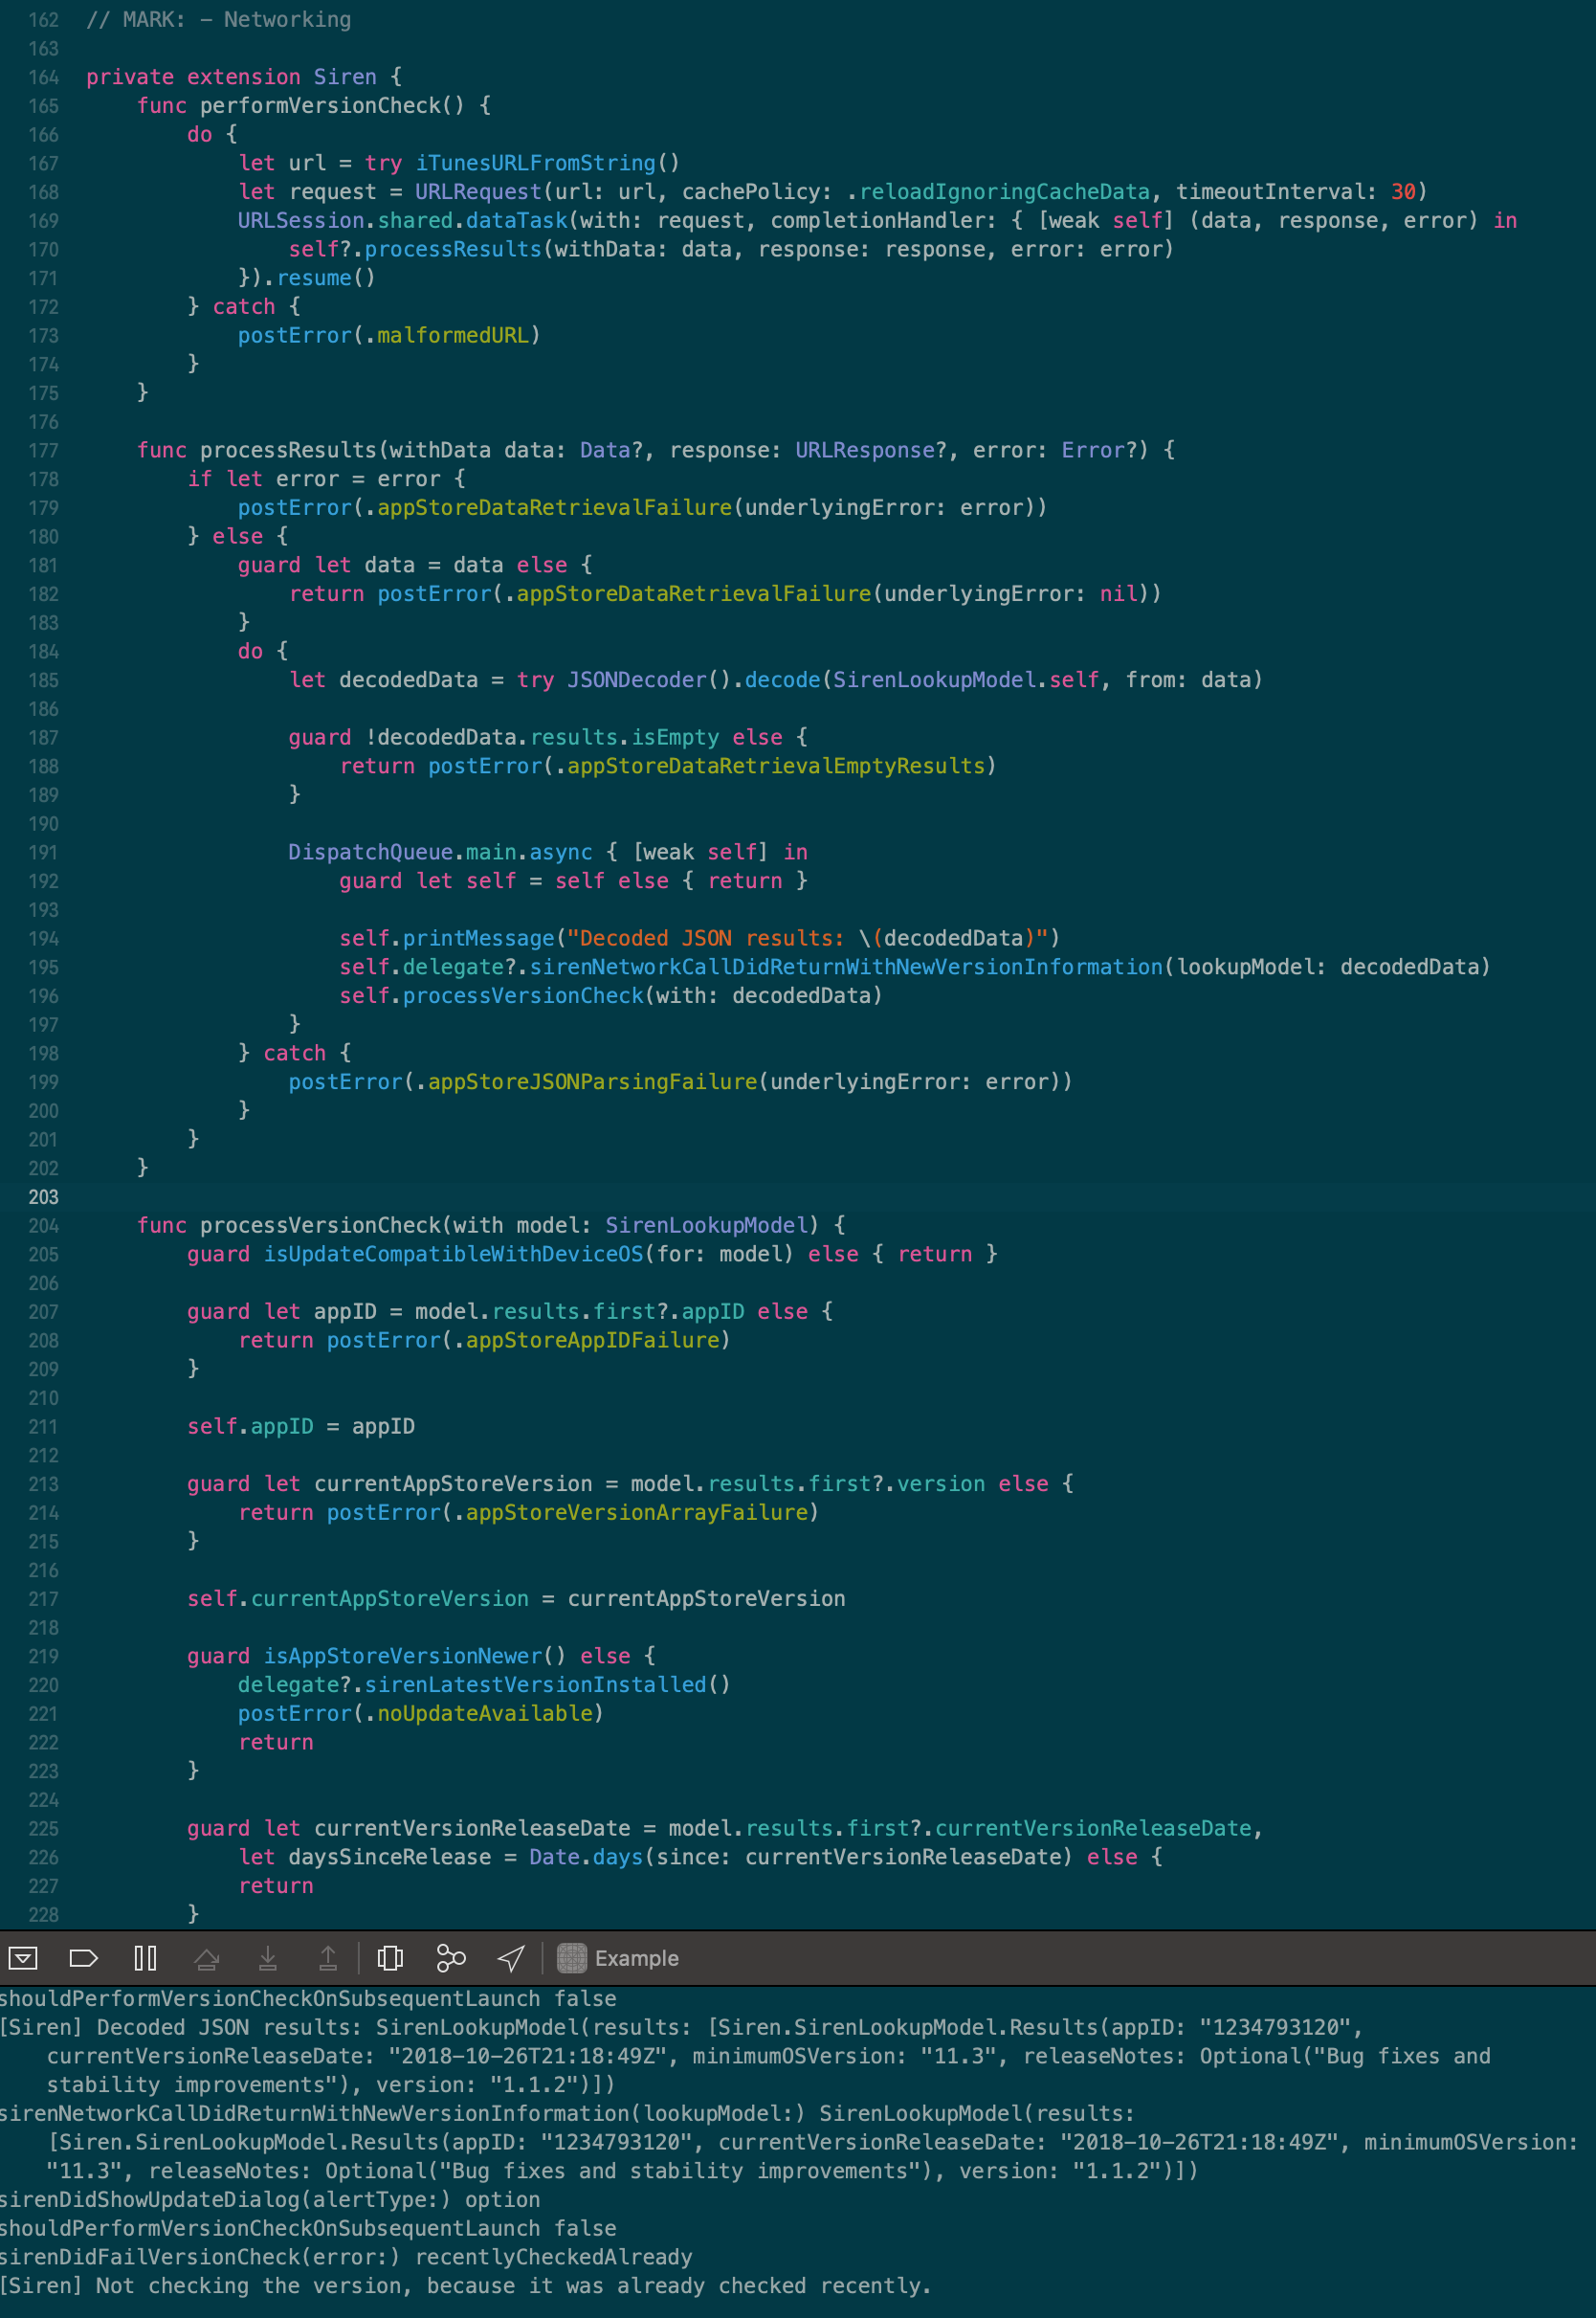 162 // MARK: - Networking
163
164 private extension Siren {
165     func performVersionCheck() {
166         do {
167             let url = try iTunesURLFromString()
168             let request = URLRequest(url: url, cachePolicy: .reloadIgnoringCacheData, timeoutInterval: 30)
169             URLSession.shared.dataTask(with: request, completionHandler: { [weak self] (data, response, error) in
170                 self?.processResults(withData: data, response: response, error: error)
171             }).resume()
172         } catch {
173             postError(.malformedURL)
174         }
175     }
176
177     func processResults(withData data: Data?, response: URLResponse?, error: Error?) {
178         if let error = error {
179             postError(.appStoreDataRetrievalFailure(underlyingError: error))
180         } else {
181             guard let data = data else {
182                 return postError(.appStoreDataRetrievalFailure(underlyingError: nil))
183             }
184             do {
185                 let decodedData = try JSONDecoder().decode(SirenLookupModel.self, from: data)
186
187                 guard !decodedData.results.isEmpty else {
188                     return postError(.appStoreDataRetrievalEmptyResults)
189                 }
190
191                 DispatchQueue.main.async { [weak self] in
192                     guard let self = self else { return }
193
194                     self.printMessage("Decoded JSON results: \(decodedData)")
195                     self.delegate?.sirenNetworkCallDidReturnWithNewVersionInformation(lookupModel: decodedData)
196                     self.processVersionCheck(with: decodedData)
197                 }
198             } catch {
199                 postError(.appStoreJSONParsingFailure(underlyingError: error))
200             }
201         }
202     }
203
204     func processVersionCheck(with model: SirenLookupModel) {
205         guard isUpdateCompatibleWithDeviceOS(for: model) else { return }
206
207         guard let appID = model.results.first?.appID else {
208             return postError(.appStoreAppIDFailure)
209         }
210
211         self.appID = appID
212
213         guard let currentAppStoreVersion = model.results.first?.version else {
214             return postError(.appStoreVersionArrayFailure)
215         }
216
217         self.currentAppStoreVersion = currentAppStoreVersion
218
219         guard isAppStoreVersionNewer() else {
220             delegate?.sirenLatestVersionInstalled()
221             postError(.noUpdateAvailable)
222             return
223         }
224
225         guard let currentVersionReleaseDate = model.results.first?.currentVersionReleaseDate,
226             let daysSinceRelease = Date.days(since: currentVersionReleaseDate) else {
227             return
228         }
Example
shouldPerformVersionCheckOnSubsequentLaunch false
[Siren] Decoded JSON results: SirenLookupModel(results: [Siren.SirenLookupModel.Results(appID: "1234793120",
currentVersionReleaseDate: "2018-10-26T21:18:49Z", minimumOSVersion: "11.3", releaseNotes: Optional("Bug fixes and
stability improvements"), version: "1.1.2")])
sirenNetworkCallDidReturnWithNewVersionInformation(lookupModel:) SirenLookupModel(results:
[Siren.SirenLookupModel.Results(appID: "1234793120", currentVersionReleaseDate: "2018-10-26T21:18:49Z", minimumOSVersion:
"11.3", releaseNotes: Optional("Bug fixes and stability improvements"), version: "1.1.2")])
sirenDidShowUpdateDialog(alertType:) option
shouldPerformVersionCheckOnSubsequentLaunch false
sirenDidFailVersionCheck(error:) recentlyCheckedAlready
[Siren] Not checking the version, because it was already checked recently.